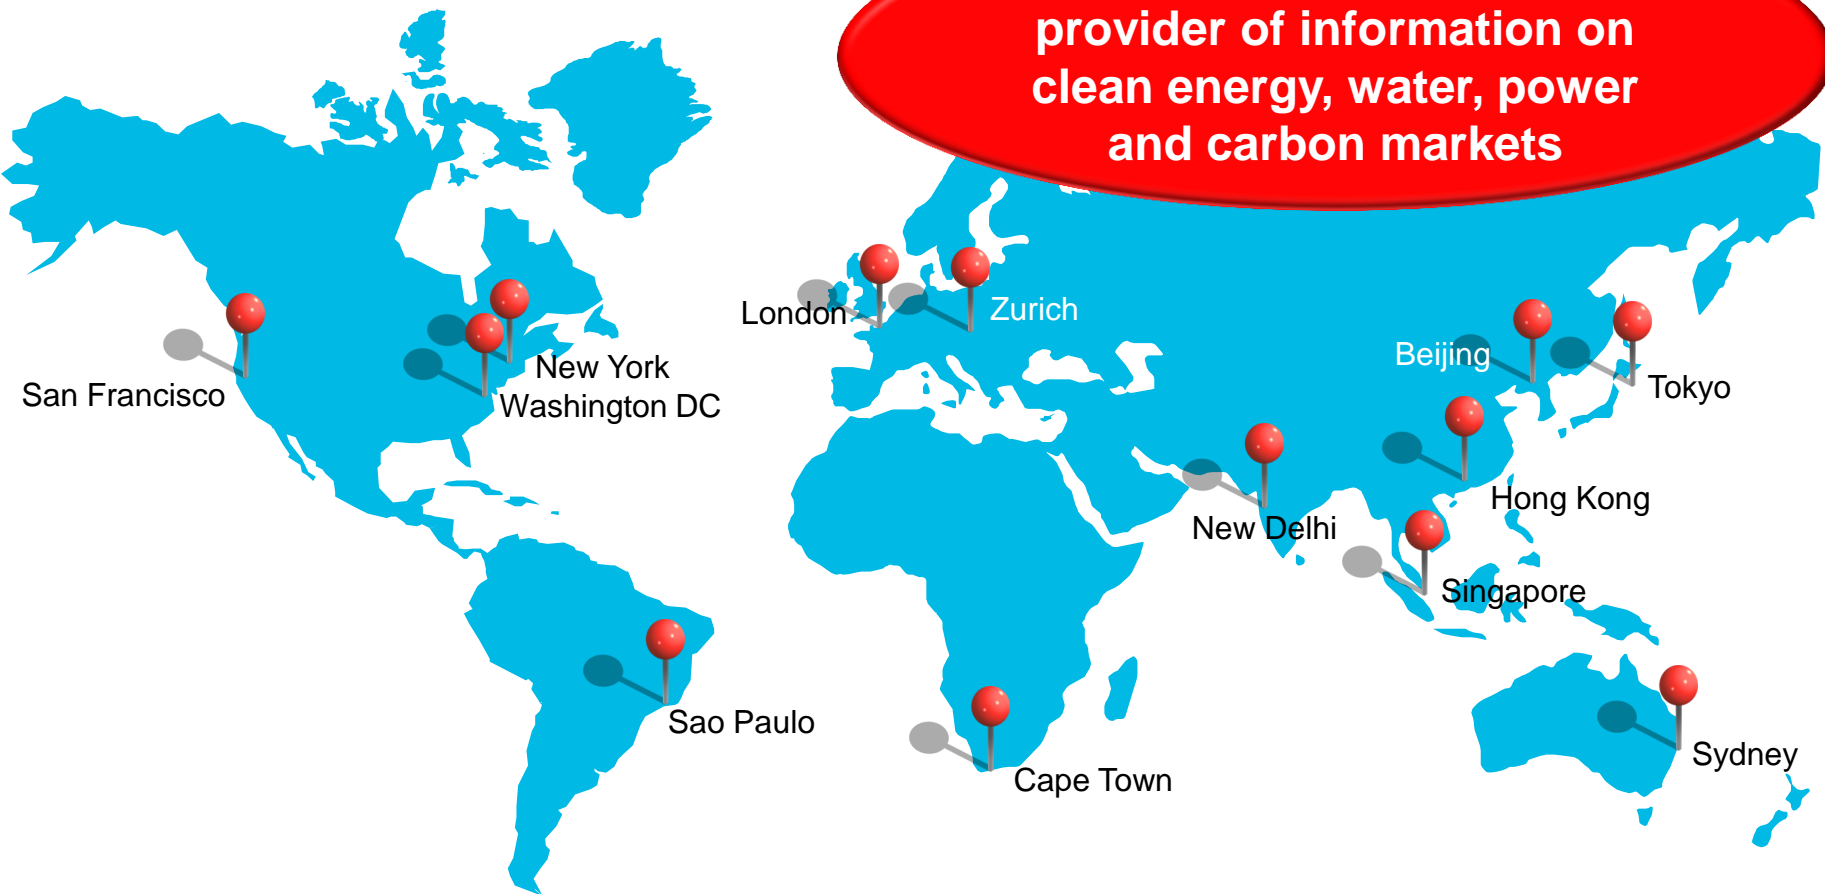 provider of information on
clean energy, water, power
and carbon markets
London
Zurich
San Francisco
New York
Washington DC
Beijing
Tokyo
Hong Kong
New Delhi
Singapore
Sao Paulo
Cape Town
Sydney